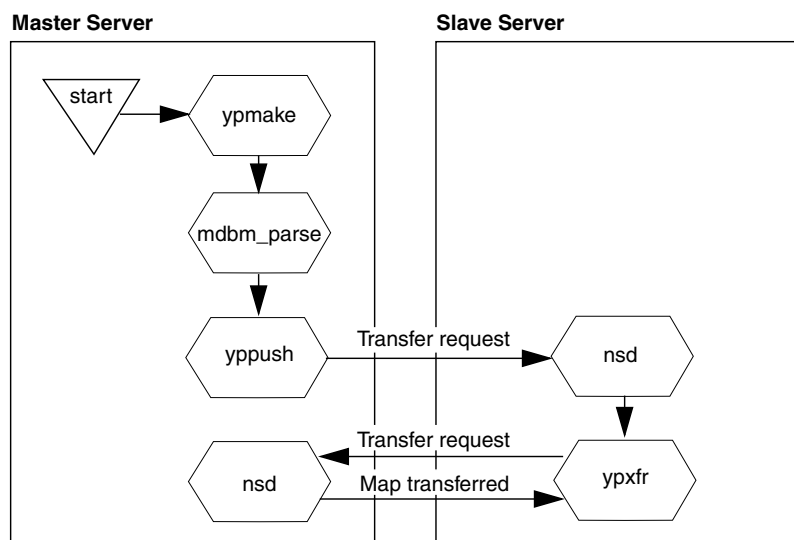 Master Server
Slave Server
start
ypmake
mdbm_parse
yppush
Transfer request
nsd
Transfer request
nsd
Map transferred
ypxfr